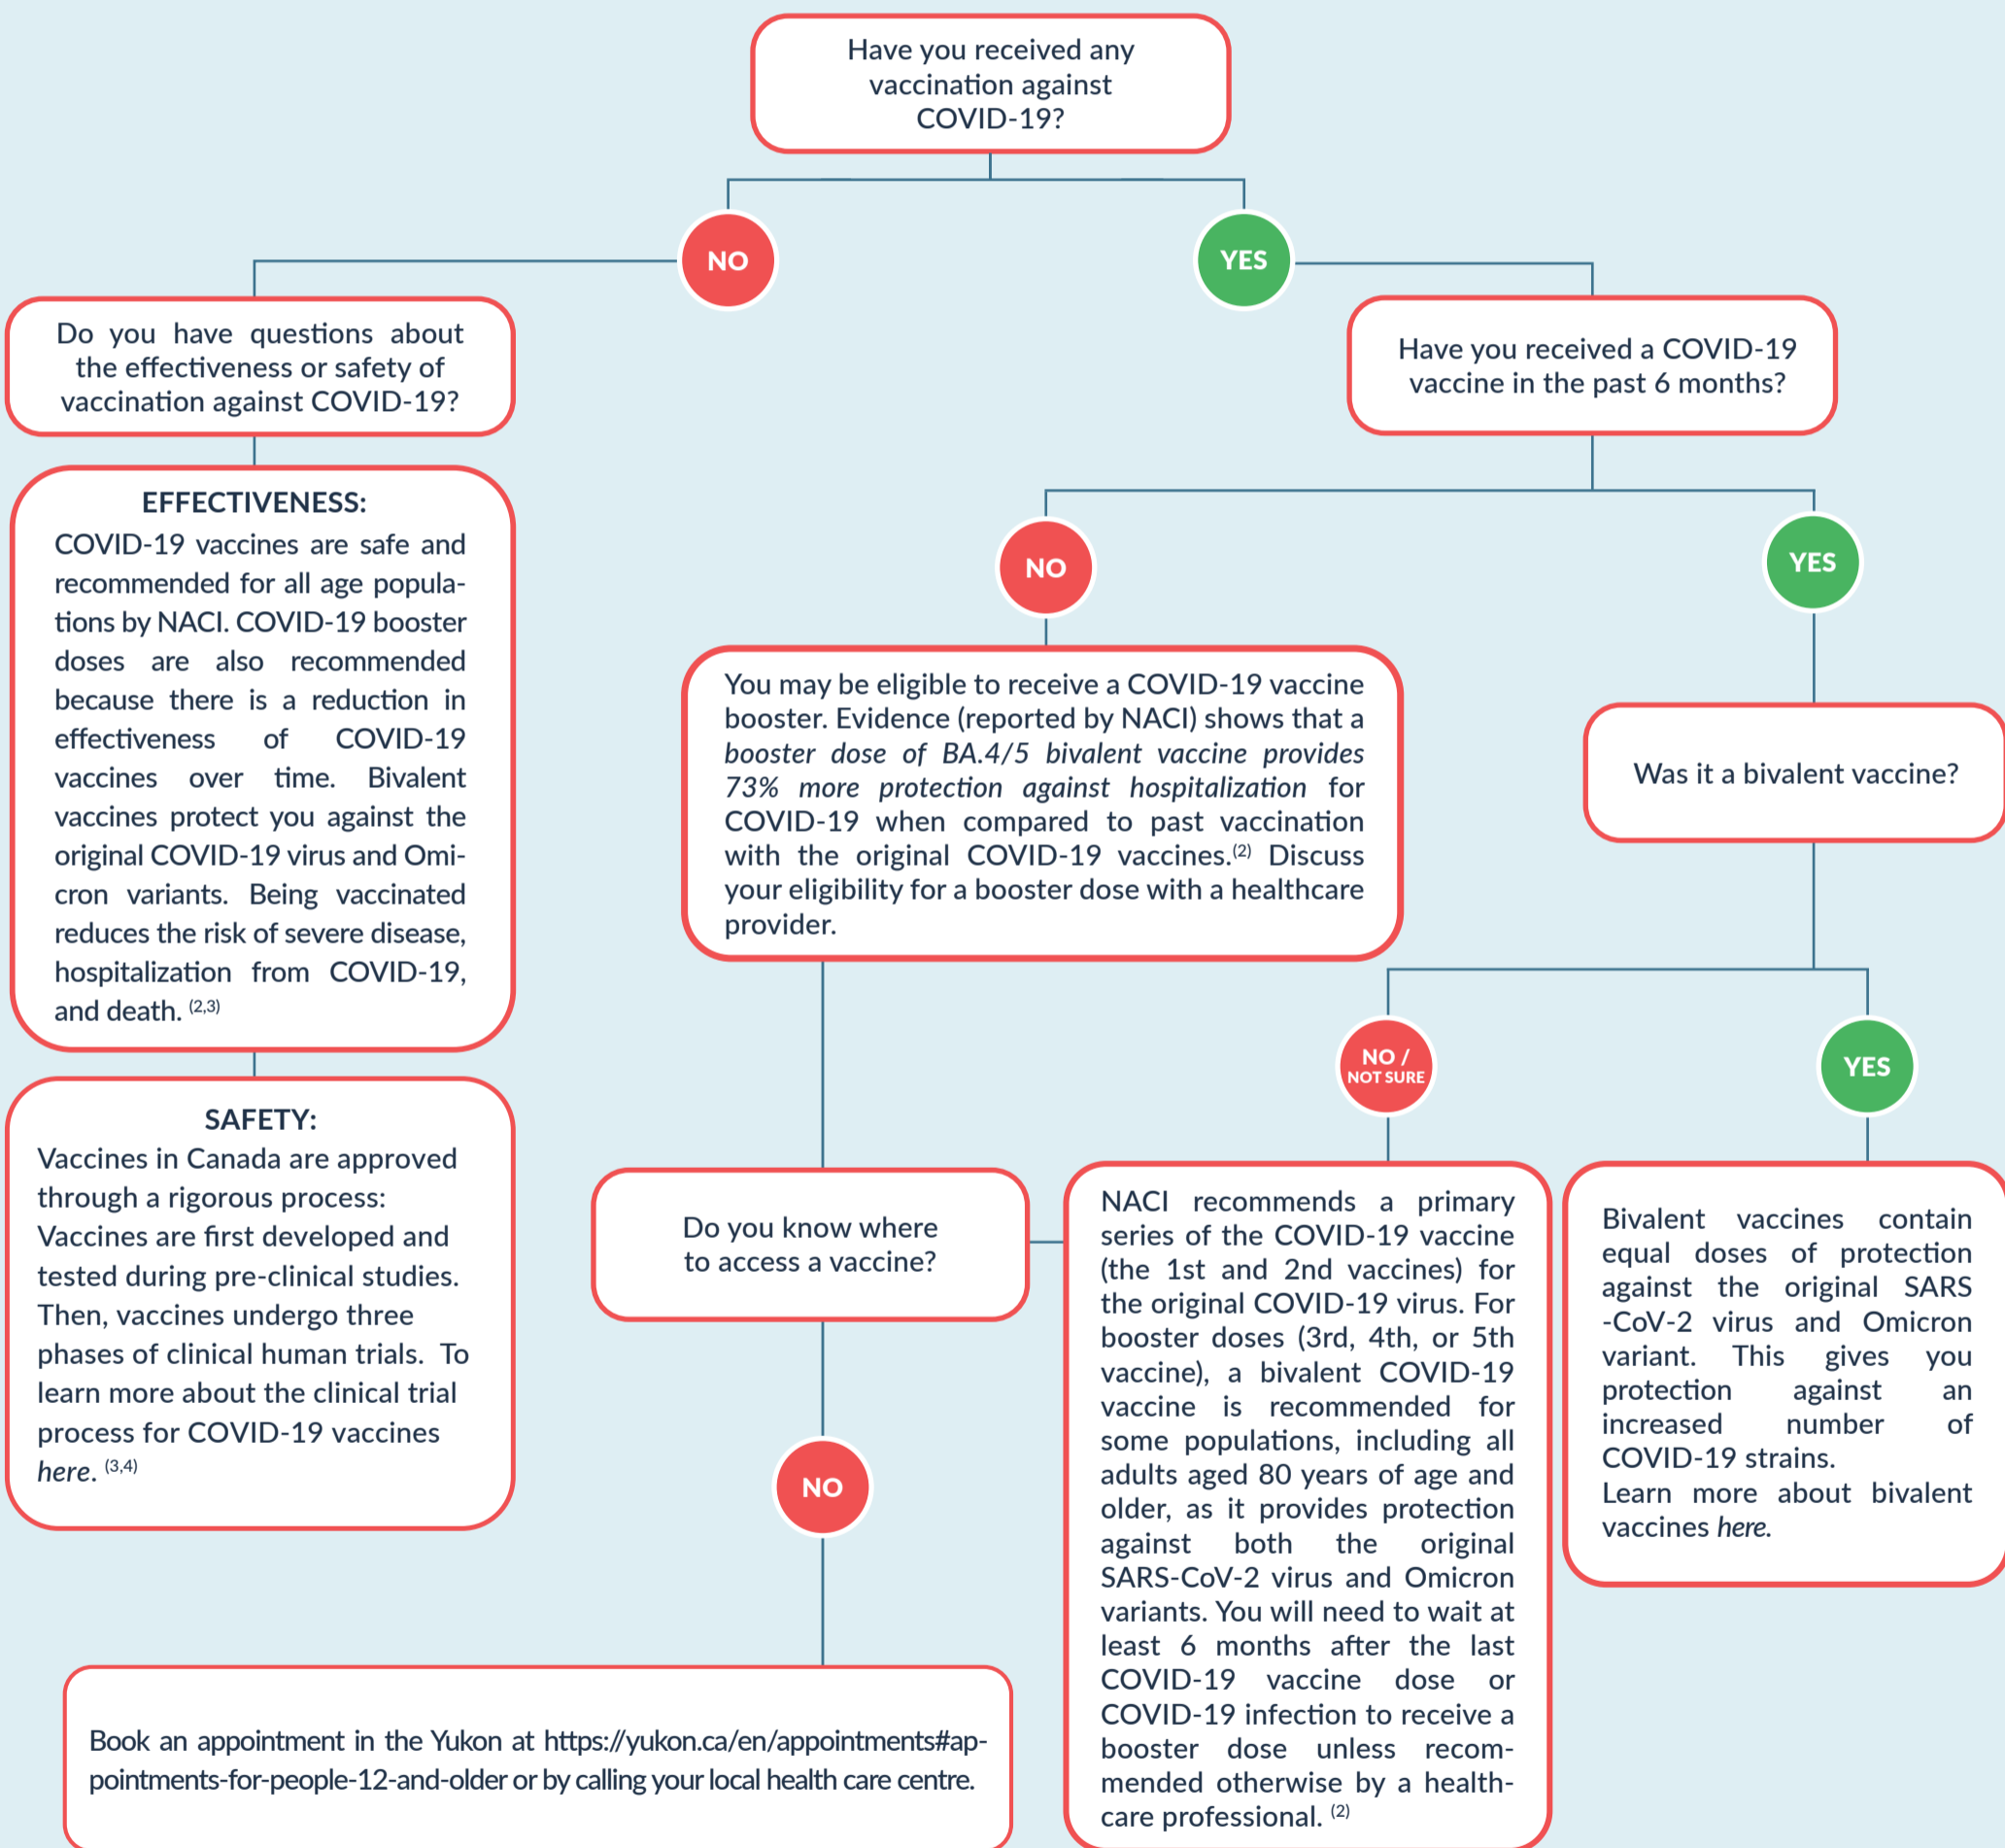 Have you received any
vaccination against
COVID-19?
NO
YES
Do you have questions about
the effectiveness or safety of
vaccination against COVID-19?
EFFECTIVENESS:
COVID-19 vaccines are safe and
recommended for all age popula-
tions by NACI. COVID-19 booster
doses are also recommended
because there is a reduction in
effectiveness of COVID-19
vaccines over time. Bivalent
vaccines protect you against the
original COVID-19 virus and Omi-
cron variants. Being vaccinated
reduces the risk of severe disease,
hospitalization from COVID-19,
and death. (2,3)
SAFETY:
Vaccines in Canada are approved
through a rigorous process:
Vaccines are first developed and
tested during pre-clinical studies.
Then, vaccines undergo three
phases of clinical human trials. To
learn more about the clinical trial
process for COVID-19 vaccines
here. (3,4)
Have you received a COVID-19
vaccine in the past 6 months?
NO
YES
You may be eligible to receive a COVID-19 vaccine
booster. Evidence (reported by NACI) shows that a
booster dose of BA.4/5 bivalent vaccine provides
73% more protection against hospitalization for
COVID-19 when compared to past vaccination
with the original COVID-19 vaccines.(2) Discuss
your eligibility for a booster dose with a healthcare
provider.
Was it a bivalent vaccine?
NO /
NOT SURE
YES
Do you know where
to access a vaccine?
NO
Book an appointment in the Yukon at https://yukon.ca/en/appointments#ap-
pointments-for-people-12-and-older or by calling your local health care centre.
NACI recommends a primary
series of the COVID-19 vaccine
(the 1st and 2nd vaccines) for
the original COVID-19 virus. For
booster doses (3rd, 4th, or 5th
vaccine), a bivalent COVID-19
vaccine is recommended for
some populations, including all
adults aged 80 years of age and
older, as it provides protection
against both the original
SARS-CoV-2 virus and Omicron
variants. You will need to wait at
least 6 months after the last
COVID-19 vaccine dose or
COVID-19 infection to receive a
booster dose unless recom-
mended otherwise by a health-
care professional. (2)
Bivalent vaccines contain
equal doses of protection
against the original SARS
-CoV-2 virus and Omicron
variant. This gives you
protection against an
increased number of
COVID-19 strains.
Learn more about bivalent
vaccines here.